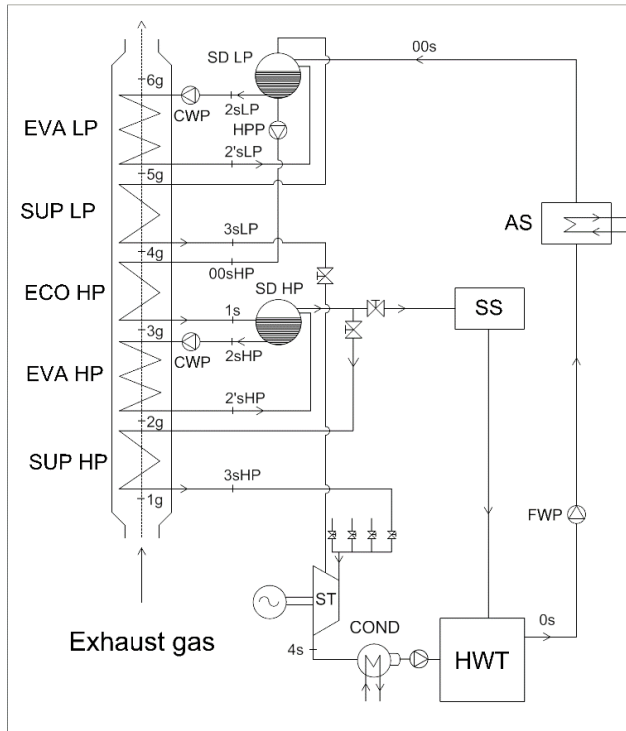 00s
SD LP
6g
CWP
2sLP
EVA LP
HPP
2'sLP
5g
SUP LP
AS
3sLP
4g
00sHP
ECO HP
SD HP
1s
SS
3g
CWP
2sHP
EVA HP
2'sHP
2g
SUP HP
3sHP
1g
FWP
ST
COND
0s
Exhaust gas
4s
HWT